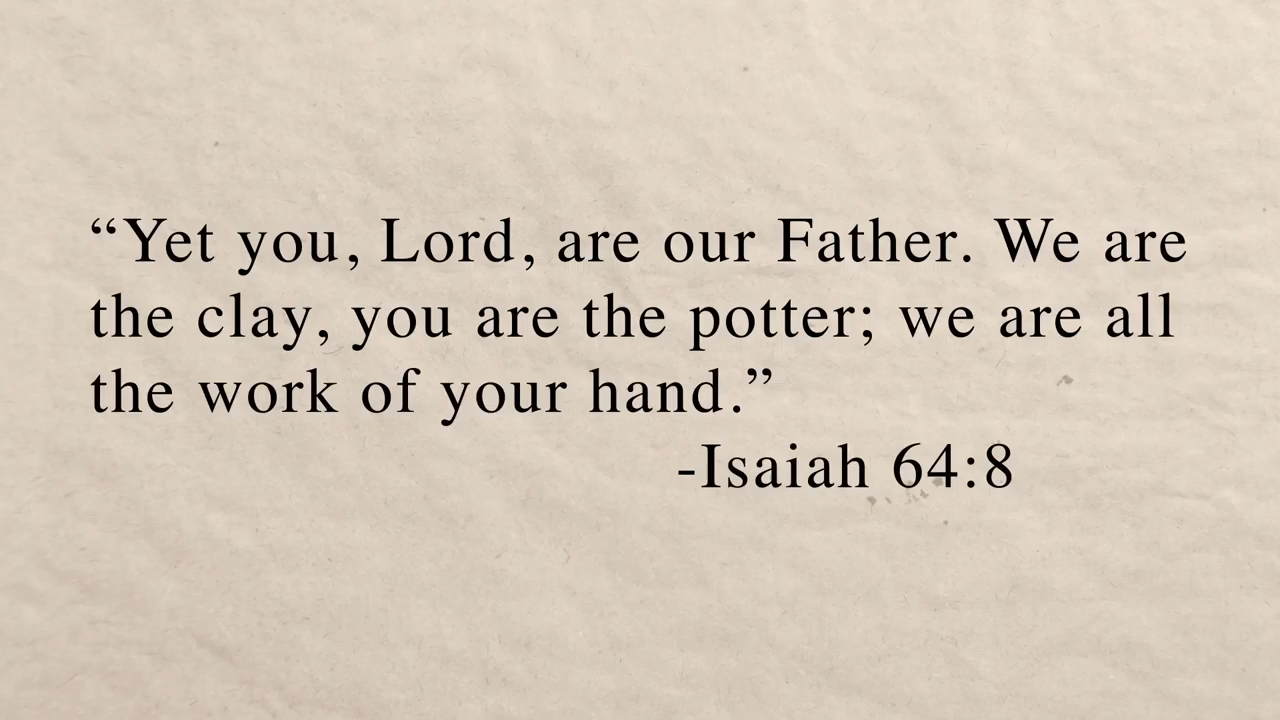 “Yet you, Lord, are our Father. We are
the clay, you are the potter; we are all
the work of your hand.”
-Isaiah 64:8